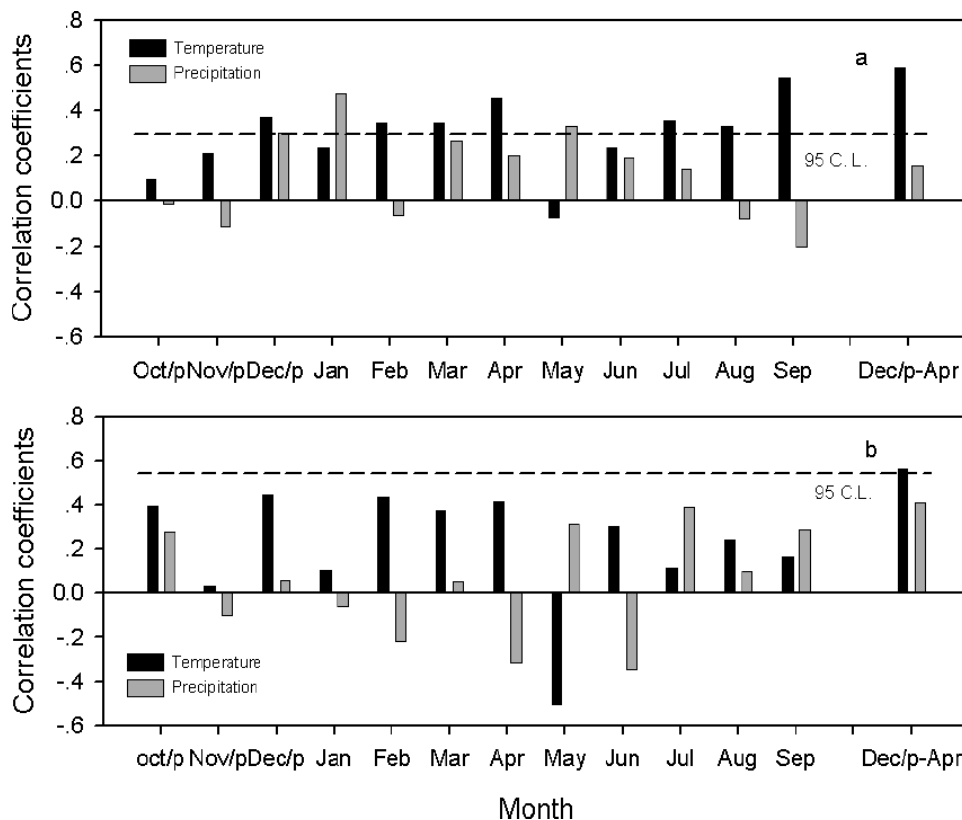 .8
.6
.4
.2
0.0
-.2
-.4
-.6
Correlation coefficients
Temperature
Precipitation
a
95 C. L.
Oct/p Nov/p Dec/p Jan Feb Mar Apr May Jun Jul Aug Sep Dec/p-Apr
.8
.6
.4
.2
0.0
-.2
-.4
-.6
Correlation coefficients
b
95 C.L.
Temperature
Precipitation
oct/p Nov/p Dec/p Jan Feb Mar Apr May Jun Jul Aug Sep Dec/p-Apr
Month